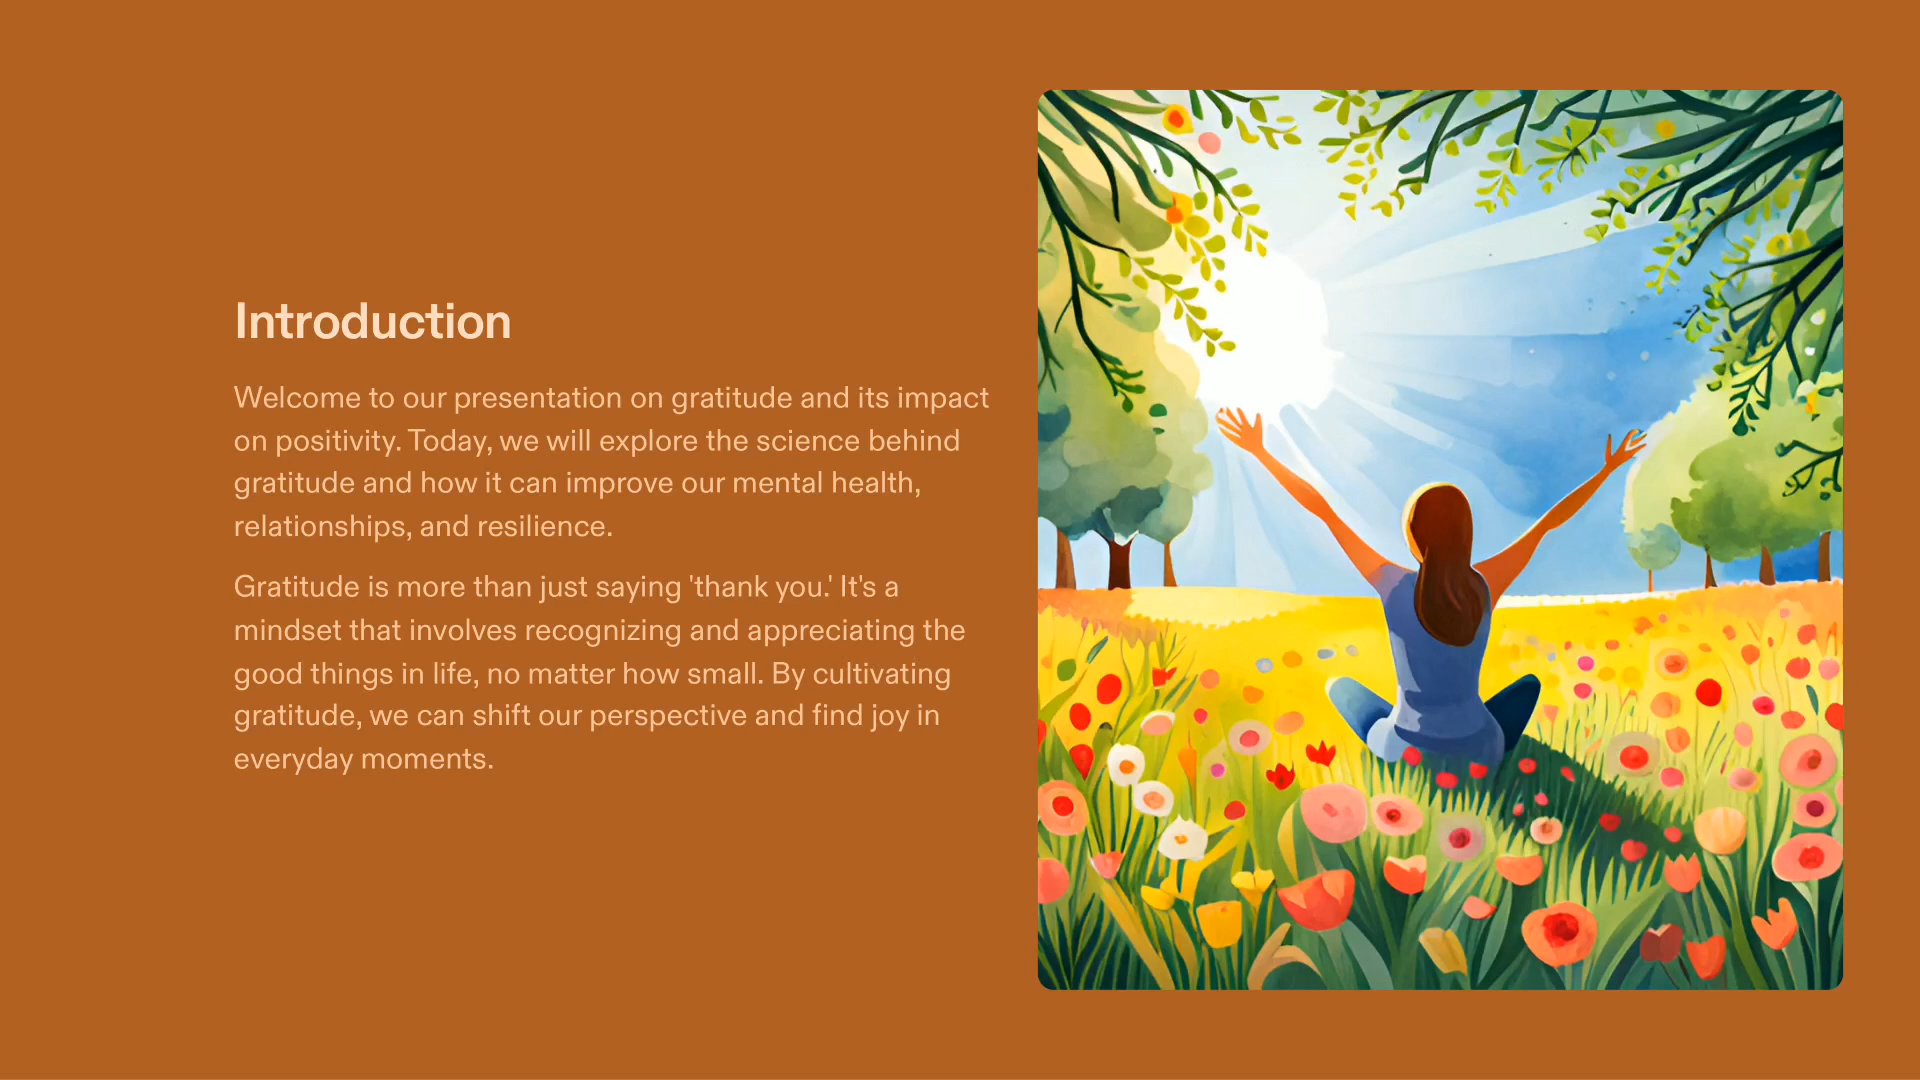 Introduction
Welcome to our presentation on gratitude and its impact
on positivity. Today, we will explore the science behind
gratitude and how it can improve our mental health,
relationships, and resilience.
Gratitude is more than just saying 'thank you.' It's a
mindset that involves recognizing and appreciating the
good things in life, no matter how small. By cultivating
gratitude, we can shift our perspective and find joy in
everyday moments.